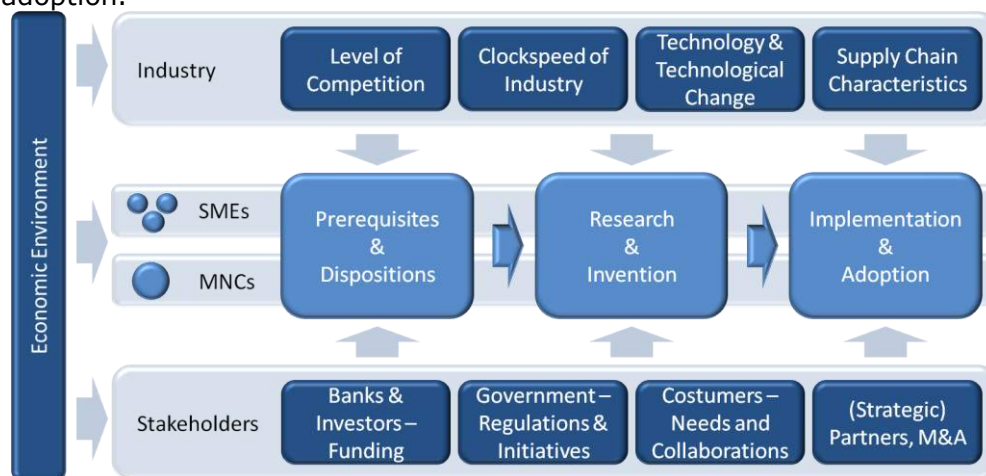 adoption.
Economic Environment
Industry
Level of
Competition
Clockspeed of
Industry
Technology &
Technological
Change
Supply Chain
Characteristics
SMEs
MNCs
Prerequisites
&
Dispositions
Research
&
Invention
Implementation
&
Adoption
Stakeholders
Banks &
Investors –
Funding
Government –
Regulations &
Initiatives
Costumers –
Needs and
Collaborations
(Strategic)
Partners, M&A